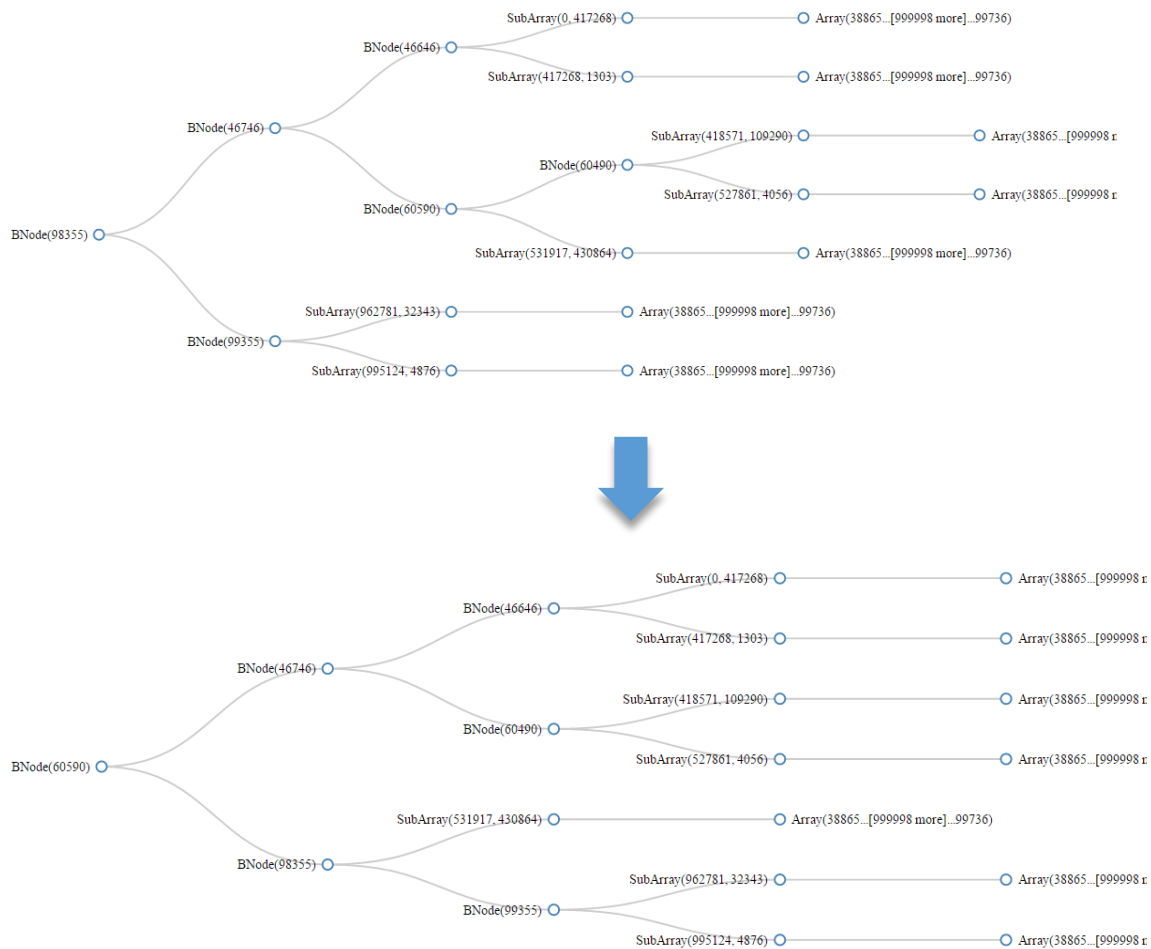 SubArray(0, 417268) Array(38865...[999998 more]...99736)
BNode(46646)
SubArray(417268, 1303) Array(38865...[999998 more]...99736)
BNode(46746)
SubArray(418571, 109290) Array(38865...[999998 r
BNode(60490)
SubArray(527861, 4056) Array(38865...[999998 r
BNode(60590)
BNode(98355)
SubArray(531917, 430864) Array(38865...[999998 more]...99736)
SubArray(962781, 32343) Array(38865...[999998 more]...99736)
BNode(99355)
SubArray(995124, 4876) Array(38865...[999998 more]...99736)
SubArray(0, 417268) Array(38865...[999998 r
BNode(46646)
SubArray(417268, 1303) Array(38865...[999998 r
BNode(46746)
SubArray(418571, 109290) Array(38865...[999998 r
BNode(60490)
SubArray(527861, 4056) Array(38865...[999998 r
BNode(60590)
SubArray(531917, 430864) Array(38865...[999998 more]...99736)
BNode(98355)
SubArray(962781, 32343) Array(38865...[999998 r
BNode(99355)
SubArray(995124, 4876) Array(38865...[999998 r